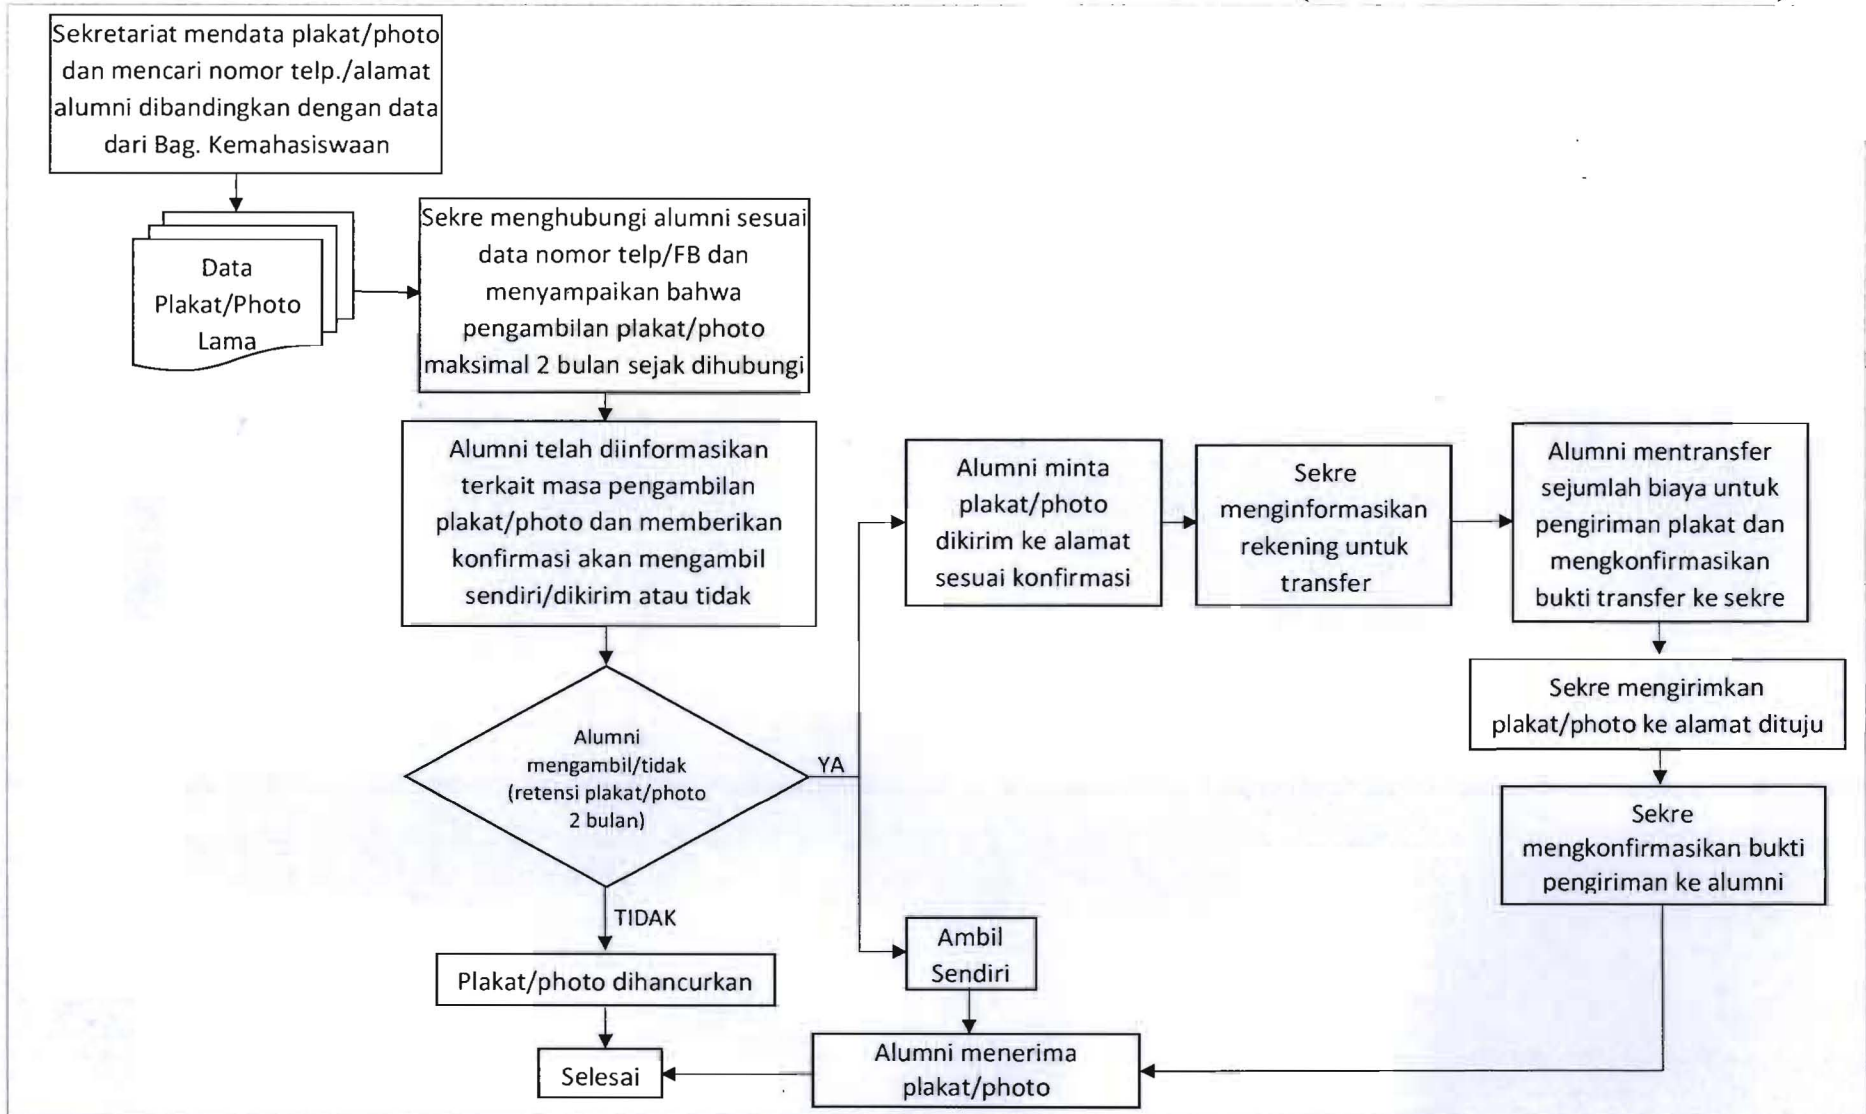 Sekretariat mendata plakat/photo
dan mencari nomor telp./alamat
alumni dibandingkan dengan data
dari Bag. Kemahasiswaan
Data
Plakat/Photo
Lama
Sekre menghubungi alumni sesuai
data nomor telp/FB dan
menyampaikan bahwa
pengambilan plakat/photo
maksimal 2 bulan sejak dihubungi
Alumni telah diinformasikan
terkait masa pengambilan
plakat/photo dan memberikan
konfirmasi akan mengambil
sendiri/dikirim atau tidak
Alumni
mengambil/tidak
(retensi plakat/photo
2 bulan)
YA
TIDAK
Alumni minta
plakat/photo
dikirim ke alamat
sesuai konfirmasi
Sekre
menginformasikan
rekening untuk
transfer
Alumni mentransfer
sejumlah biaya untuk
pengiriman plakat dan
mengkonfirmasikan
bukti transfer ke sekre
Sekre mengirimkan
plakat/photo ke alamat dituju
Sekre
mengkonfirmasikan bukti
pengiriman ke alumni
Ambil
Sendiri
Plakat/photo dihancurkan
Alumni menerima
plakat/photo
Selesai